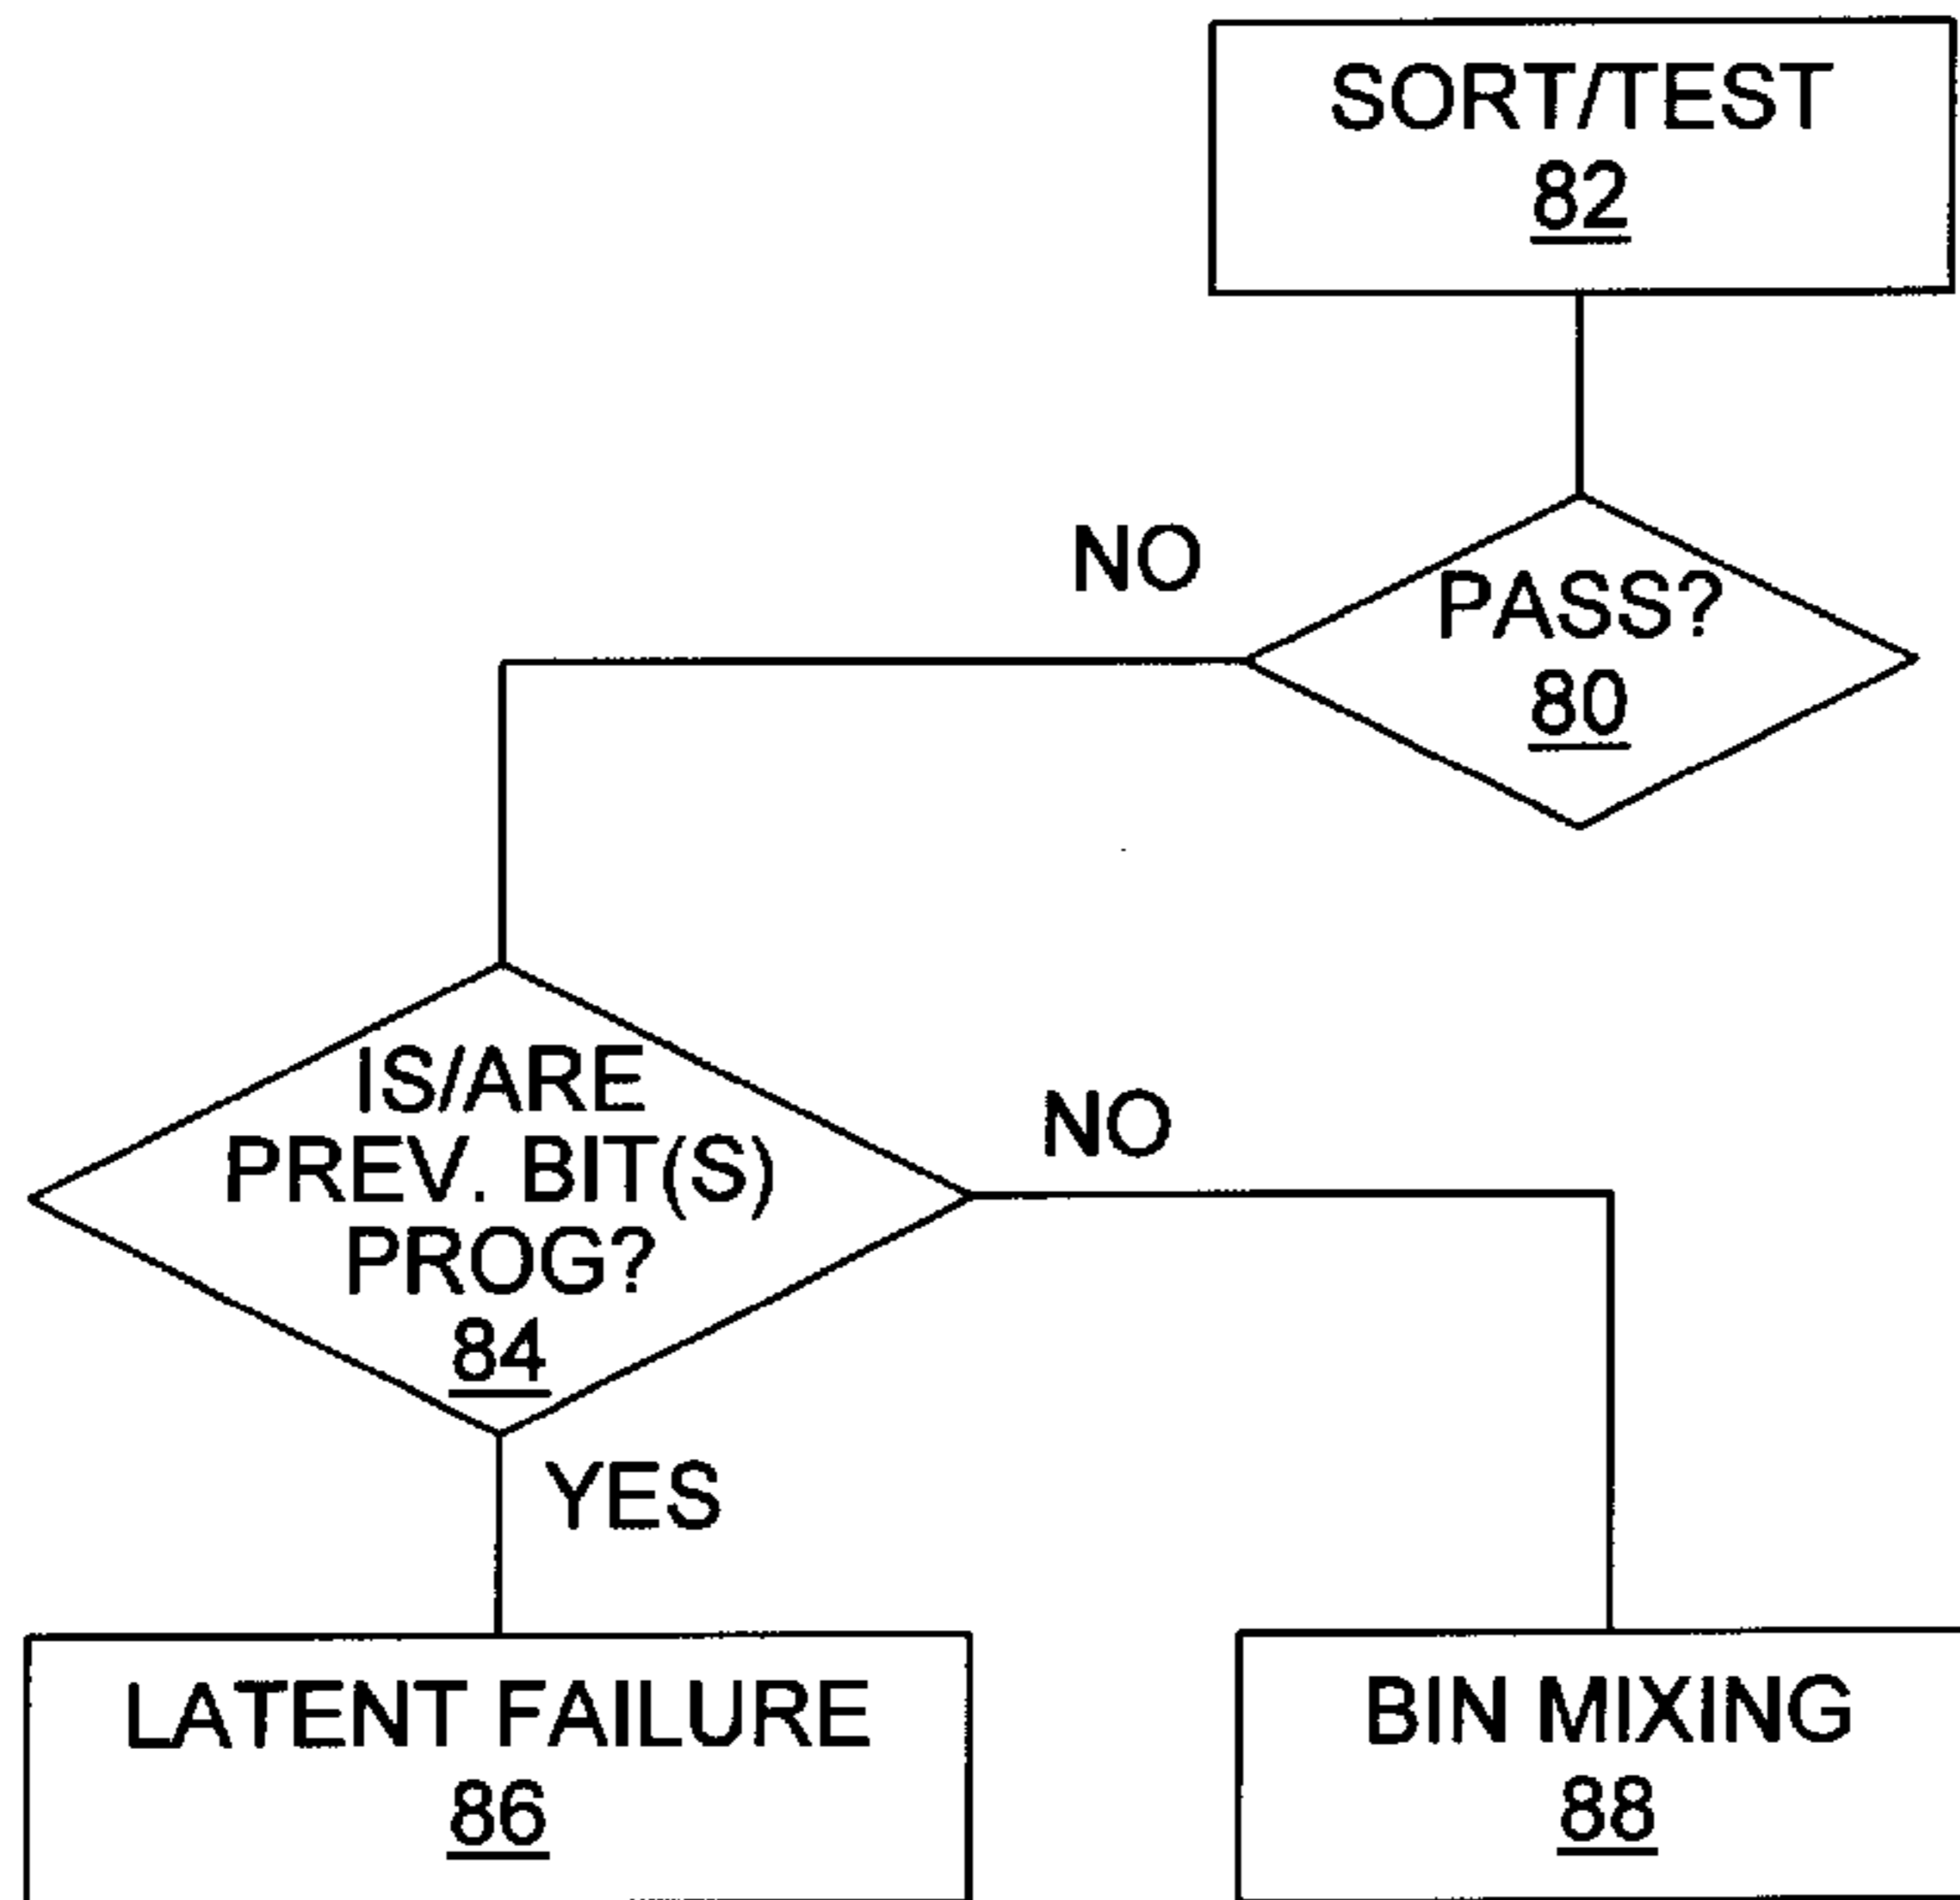 SORT/TEST
82
NO
PASS?
80
IS/ARE
PREV. BIT(S)
PROG?
84
NO
YES
LATENT FAILURE
86
BIN MIXING
88